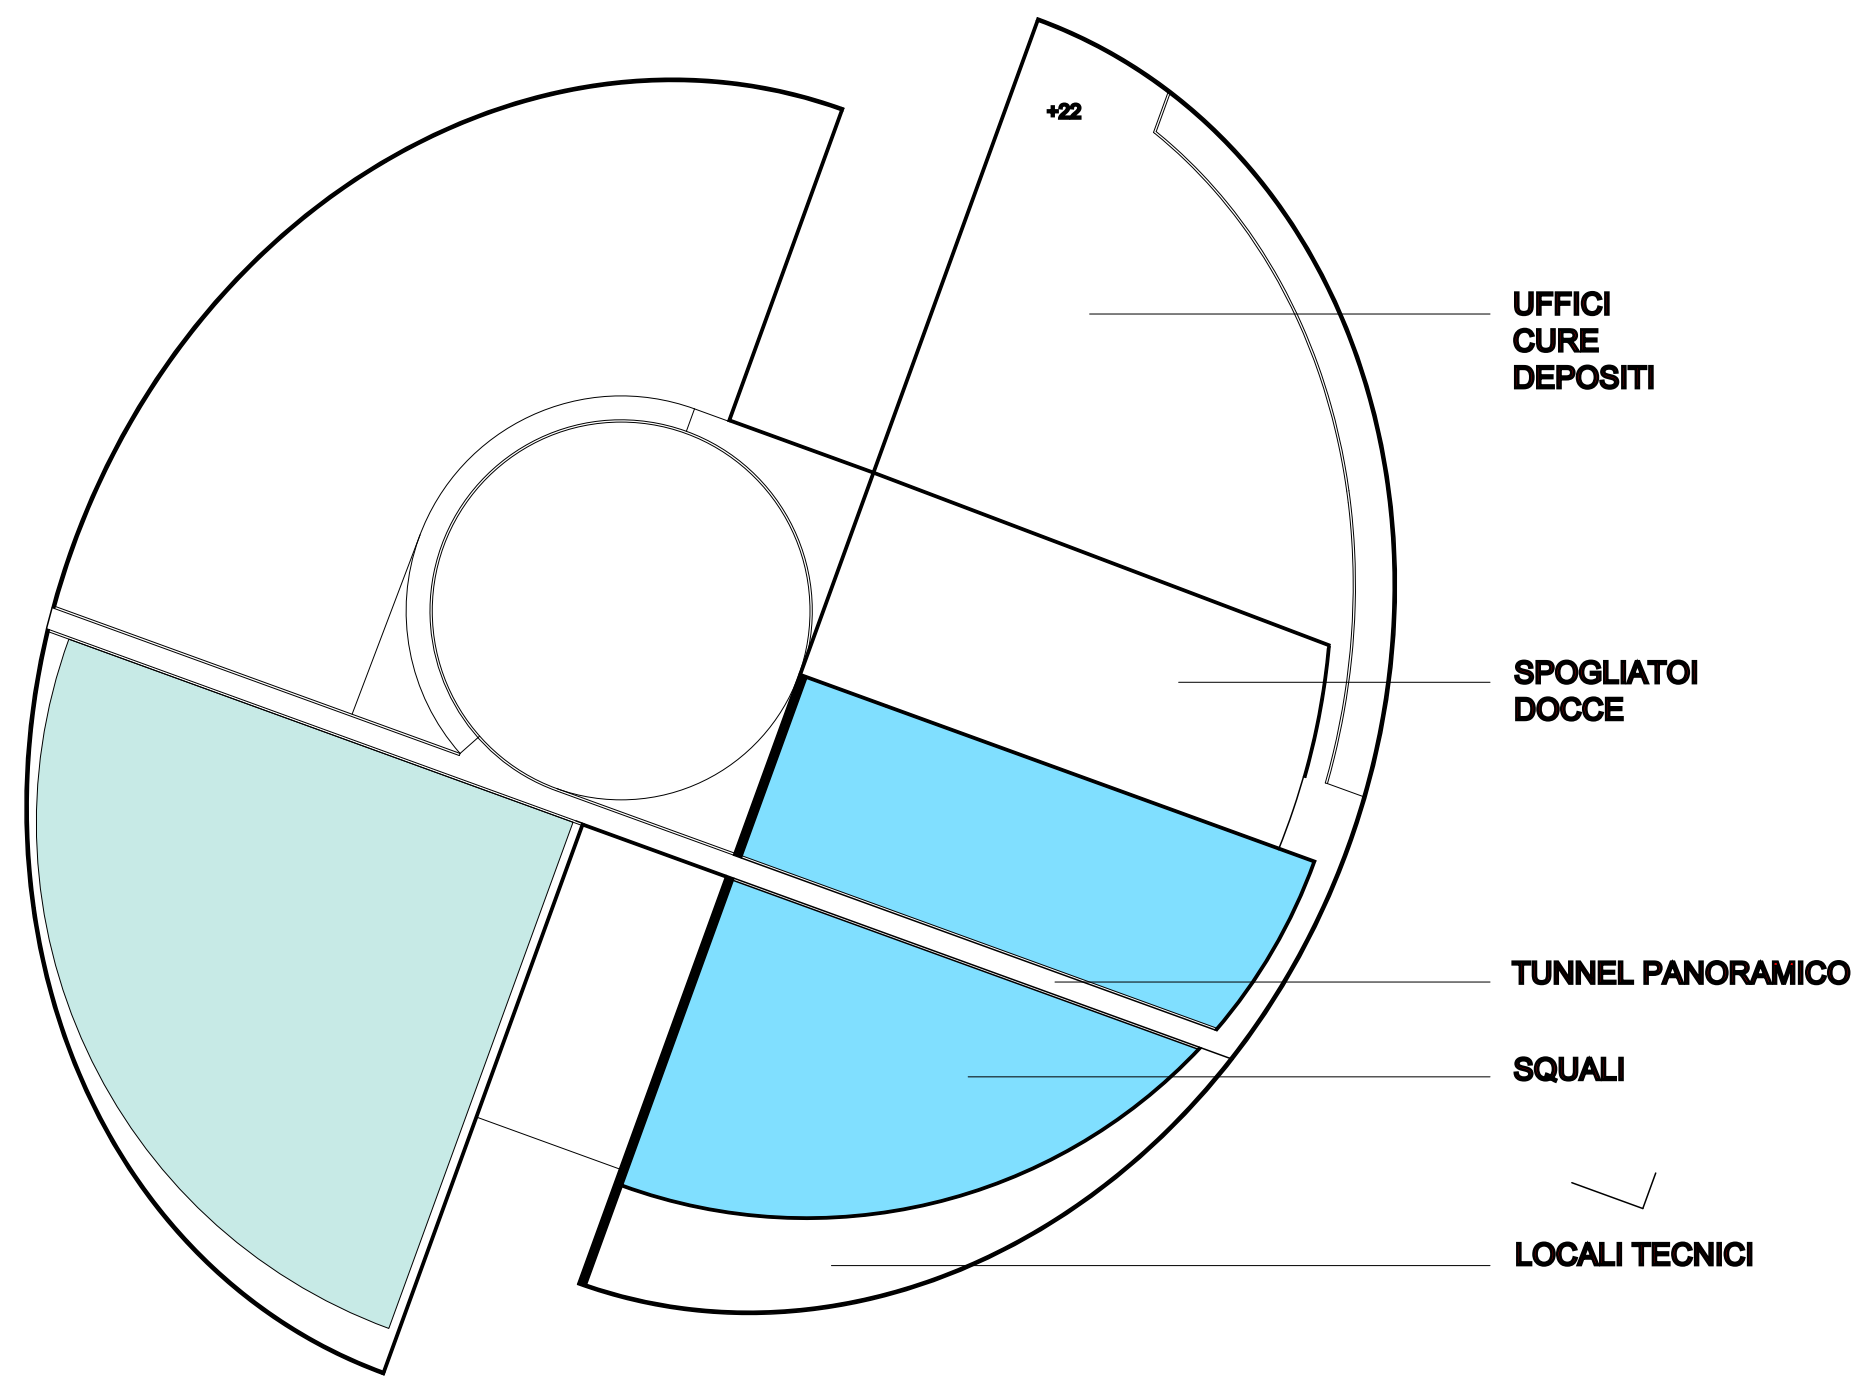 +22
UFFICI
CURE
DEPOSITI
SPOGLIATOI
DOCCE
TUNNEL PANORAMICO
SQUALI
LOCALI TECNICI